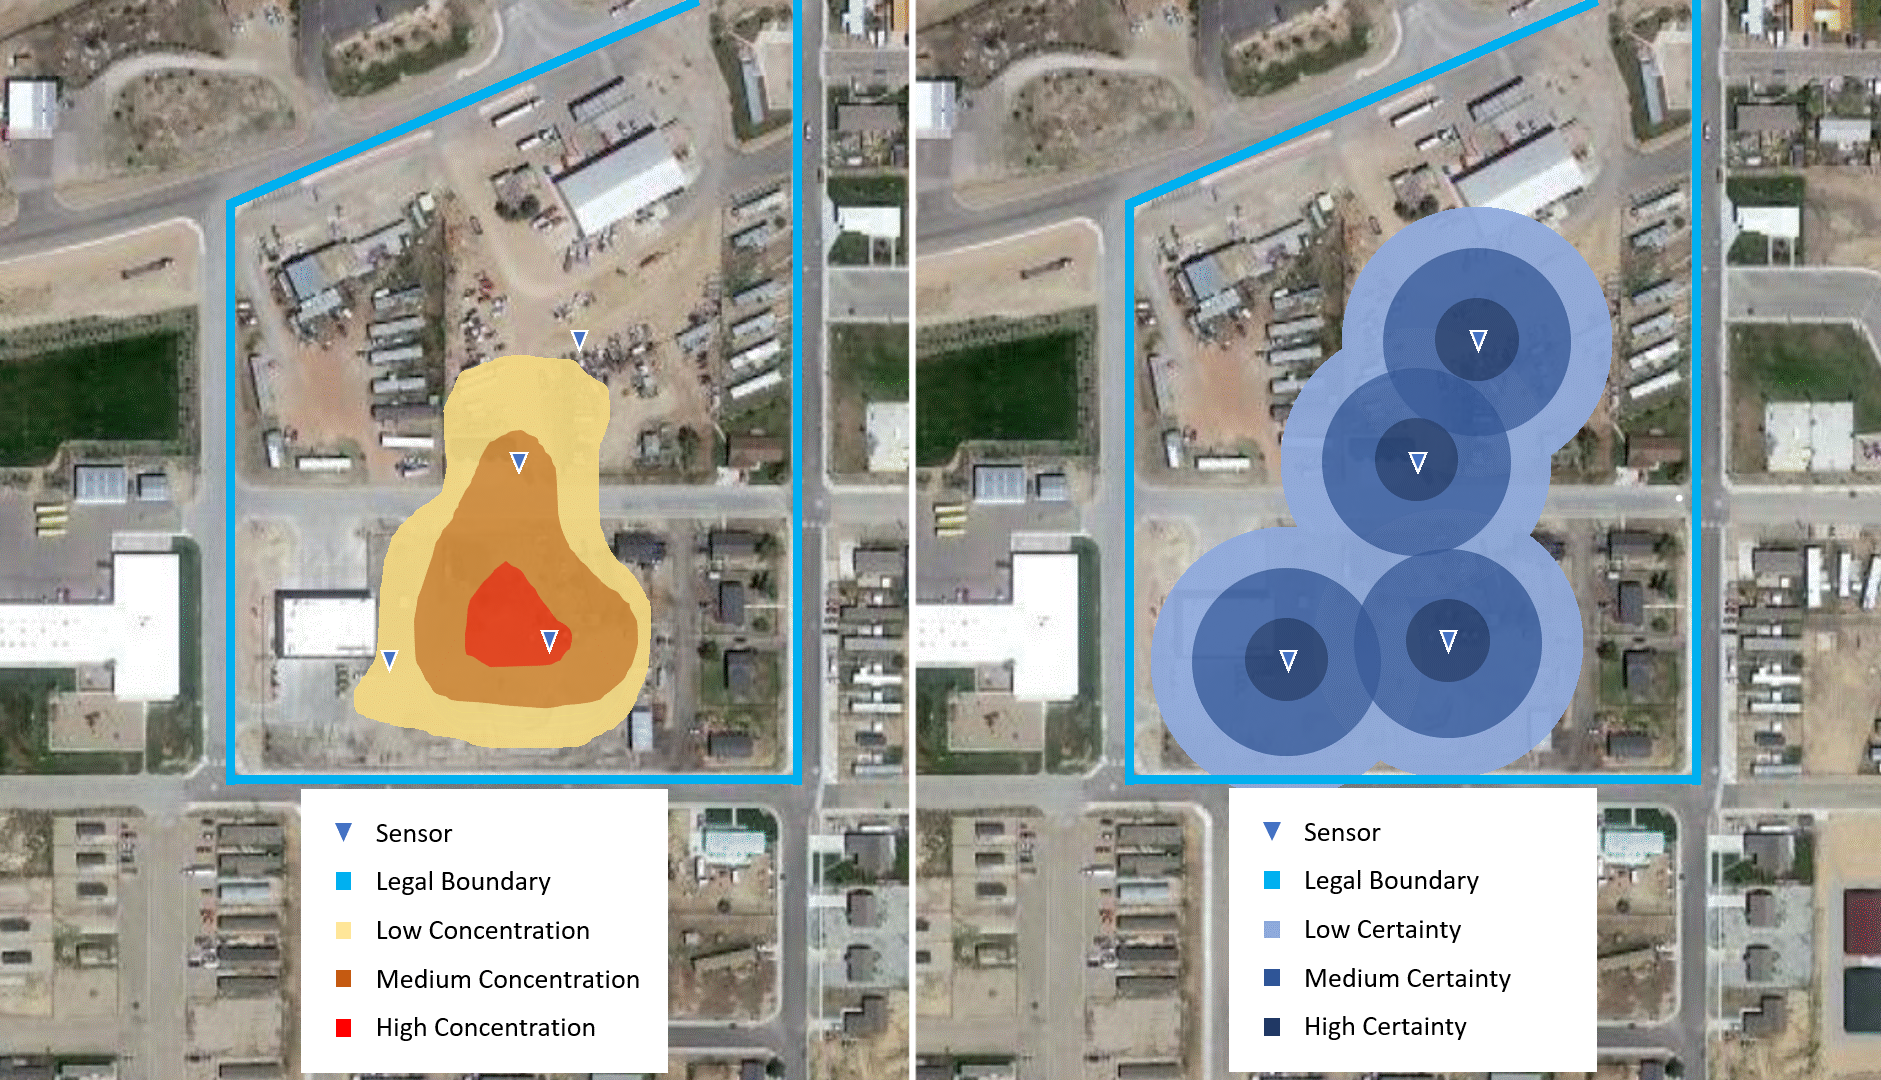 Sensor
Legal Boundary
Low Concentration
Medium Concentration
High Concentration
Sensor
Legal Boundary
Low Certainty
Medium Certainty
High Certainty